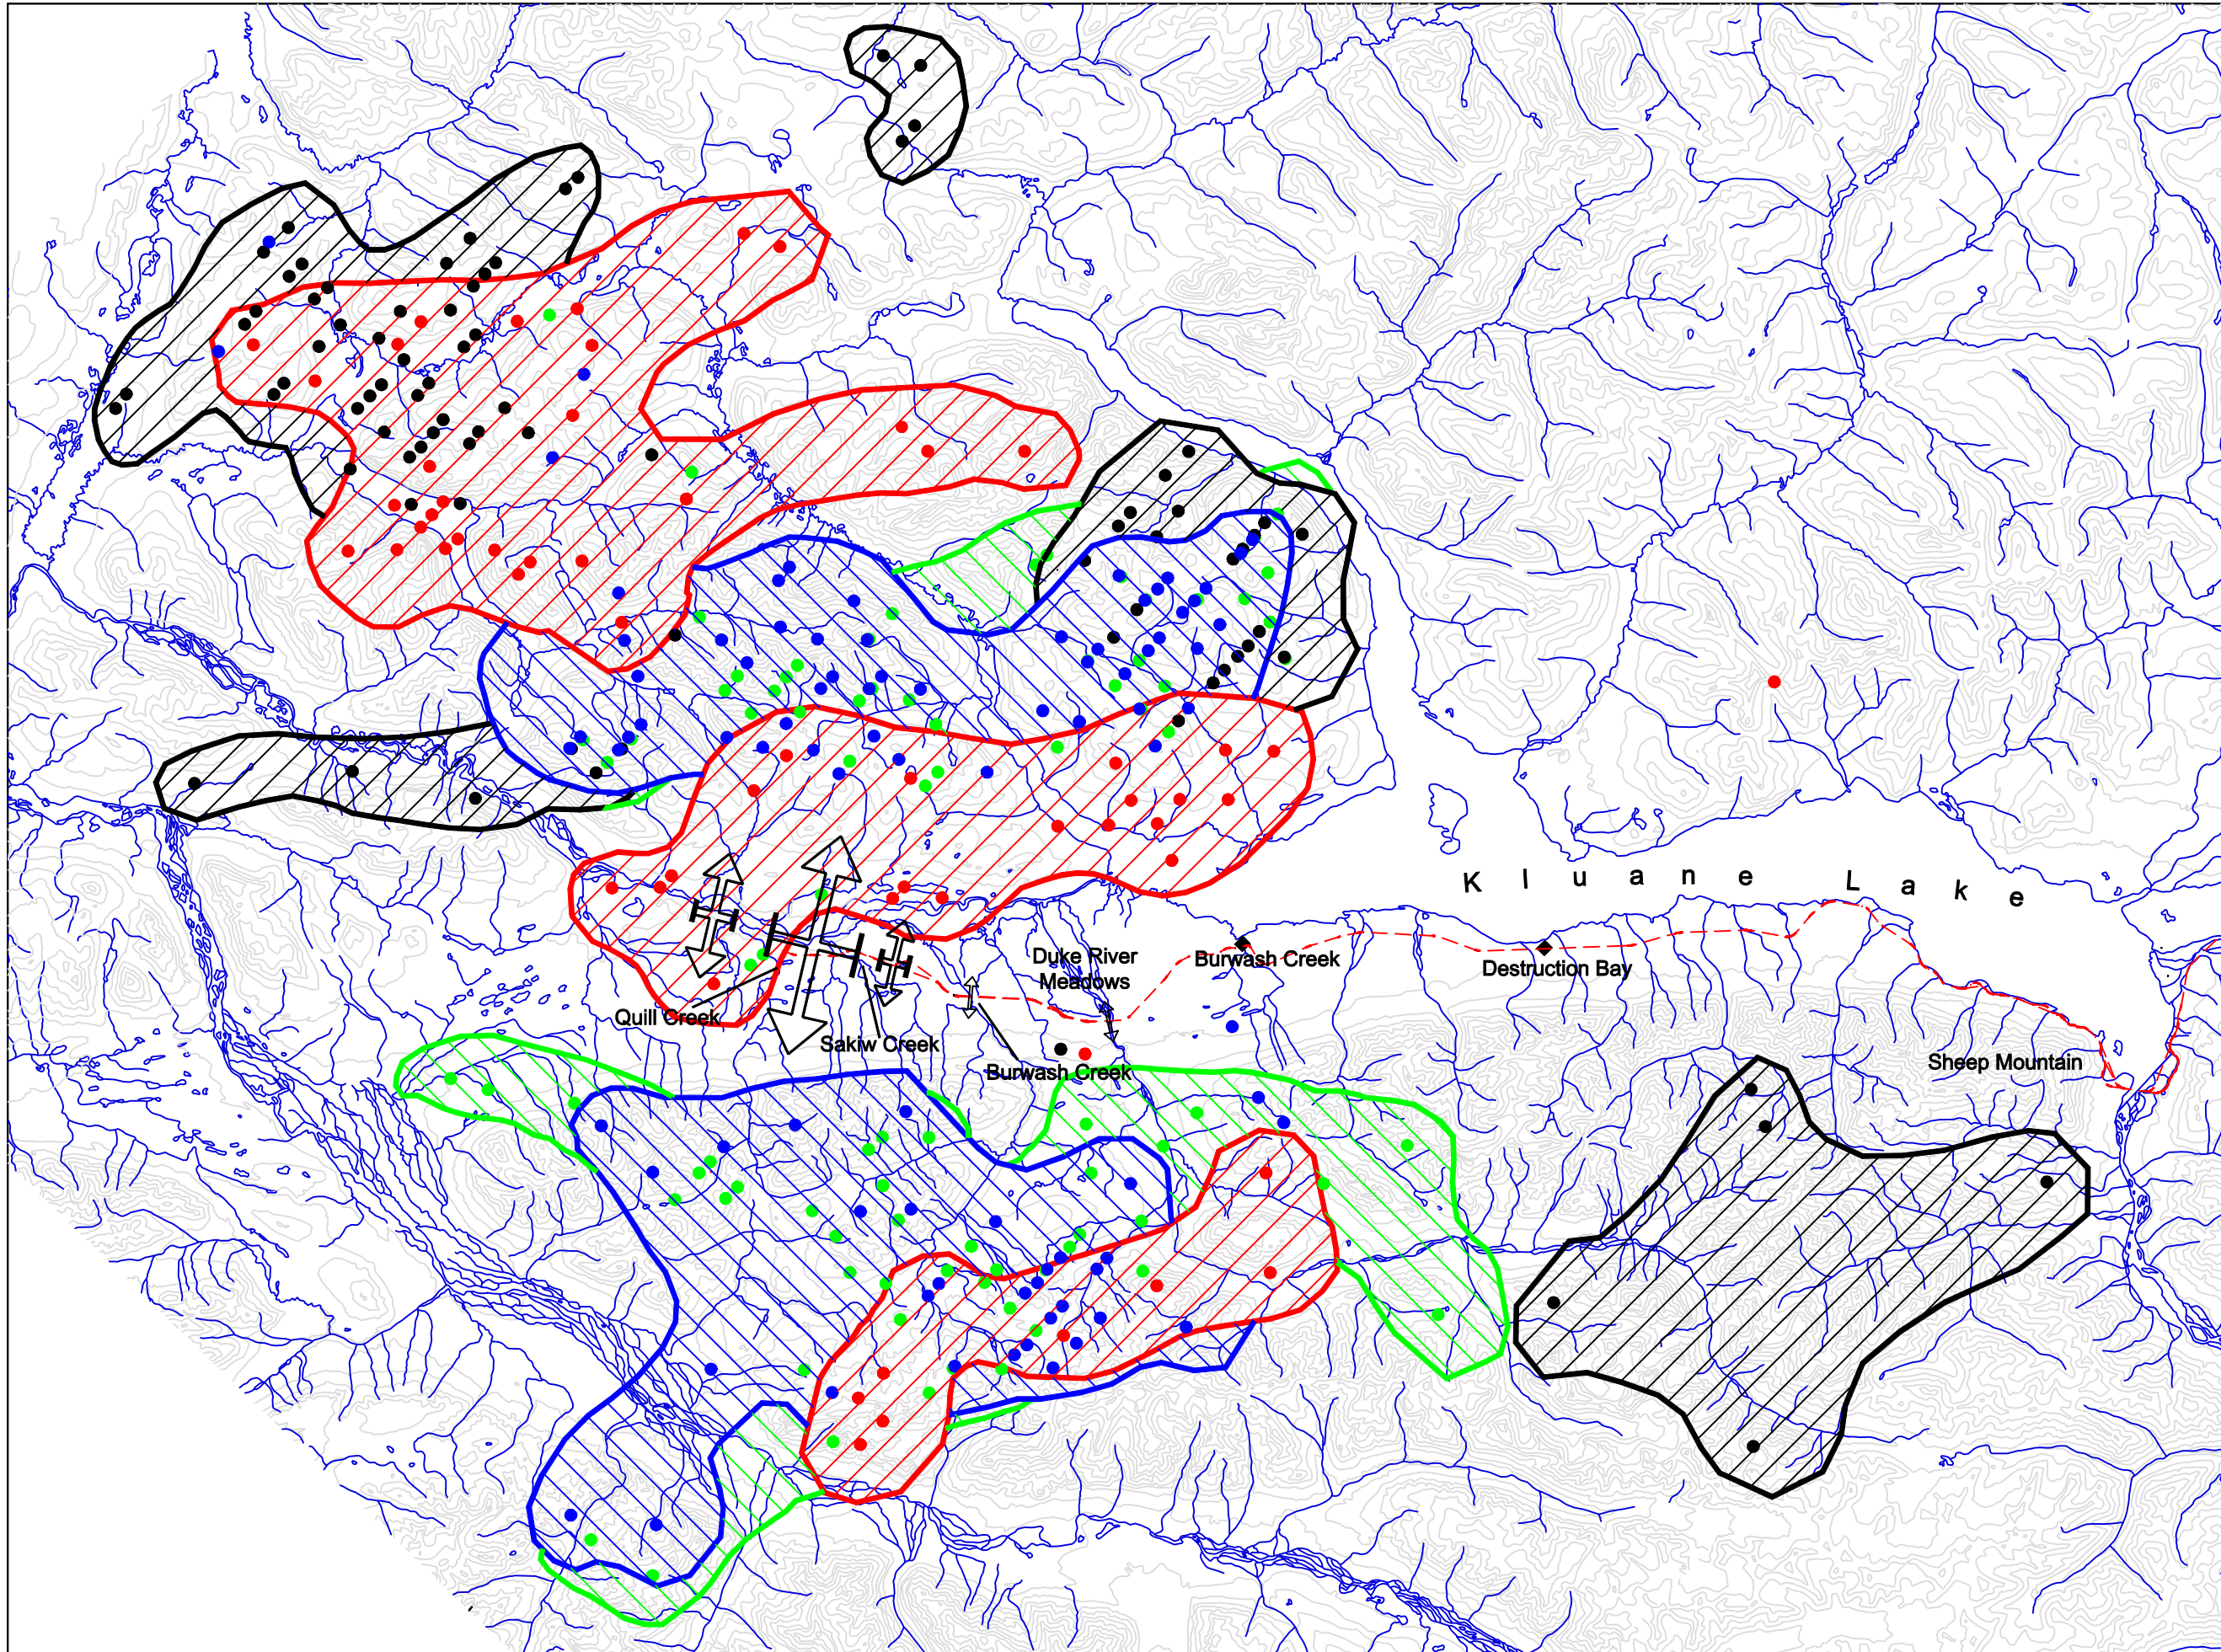 K l u a n e L a k e
Duke River
Meadows
Burwash Creek
Destruction Bay
Quill Creek
Sakiw Creek
Burwash Creek
Sheep Mountain